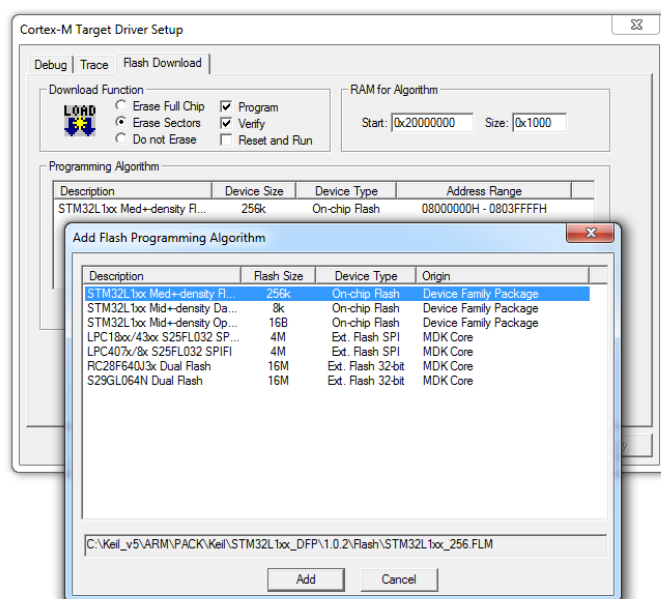 Cortex-M Target Driver Setup
Debug Trace Flash Download
Download Function RAM for Algorithm
LOAD Erase Full Chip Program
Erase Sectors Verify Start: 0x20000000 Size: 0x1000
Do not Erase Reset and Run
Programming Algorithm
Description Device Size Device Type Address Range
STM32L1xx Med+-density Fl... 256k On-chip Flash 08000000H - 0803FFFFH
Add Flash Programming Algorithm
Description Flash Size Device Type Origin
STM32L1xx Med+-density Fl... 256k On-chip Flash Device Family Package
STM32L1xx Mid+-density Da... 8k On-chip Flash Device Family Package
STM32L1xx Mid+-density Op... 16B On-chip Flash Device Family Package
LPC18xx/43xx S25FL032 SP... 4M Ext. Flash SPI MDK Core
LPC407x/8x S25FL032 SPIFI 4M Ext. Flash SPI MDK Core
RC28F640J3x Dual Flash 16M Ext. Flash 32-bit MDK Core
S29GL064N Dual Flash 16M Ext. Flash 32-bit MDK Core
C:\Keil_v5\ARM\PACK\Keil\STM32L1xx_DFP\1.0.2\Flash\STM32L1xx_256.FLM
Add Cancel